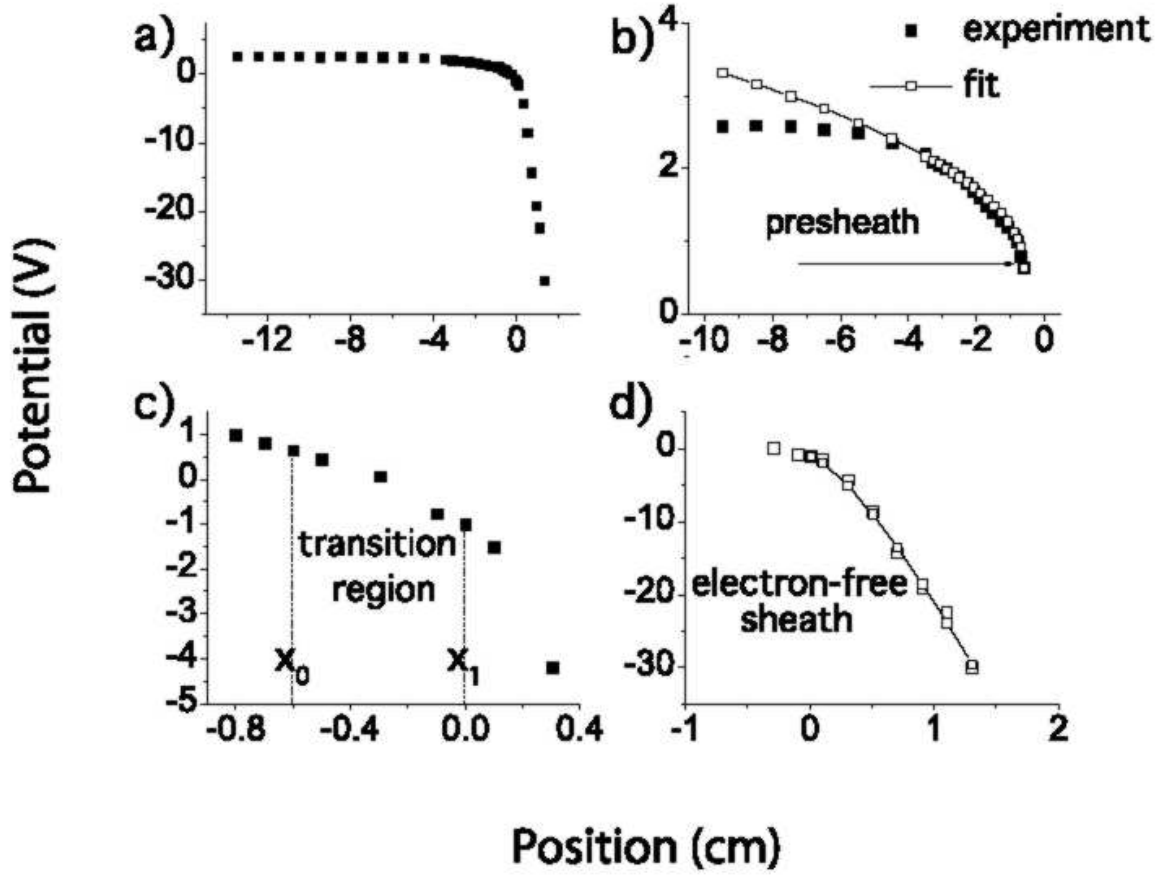 a)
0
-10
-20
-30
-12
-8
-4
0
b)
4
2
0
experiment
fit
presheath
-10
-8
-6
-4
-2
0
Potential (V)
c)
1
0
-1
-2
-4
-5
transition
region
X0
X1
-0.8
-0.4
0.0
0.4
d)
0
-10
-20
-30
electron-free
sheath
-1
0
1
2
Position (cm)